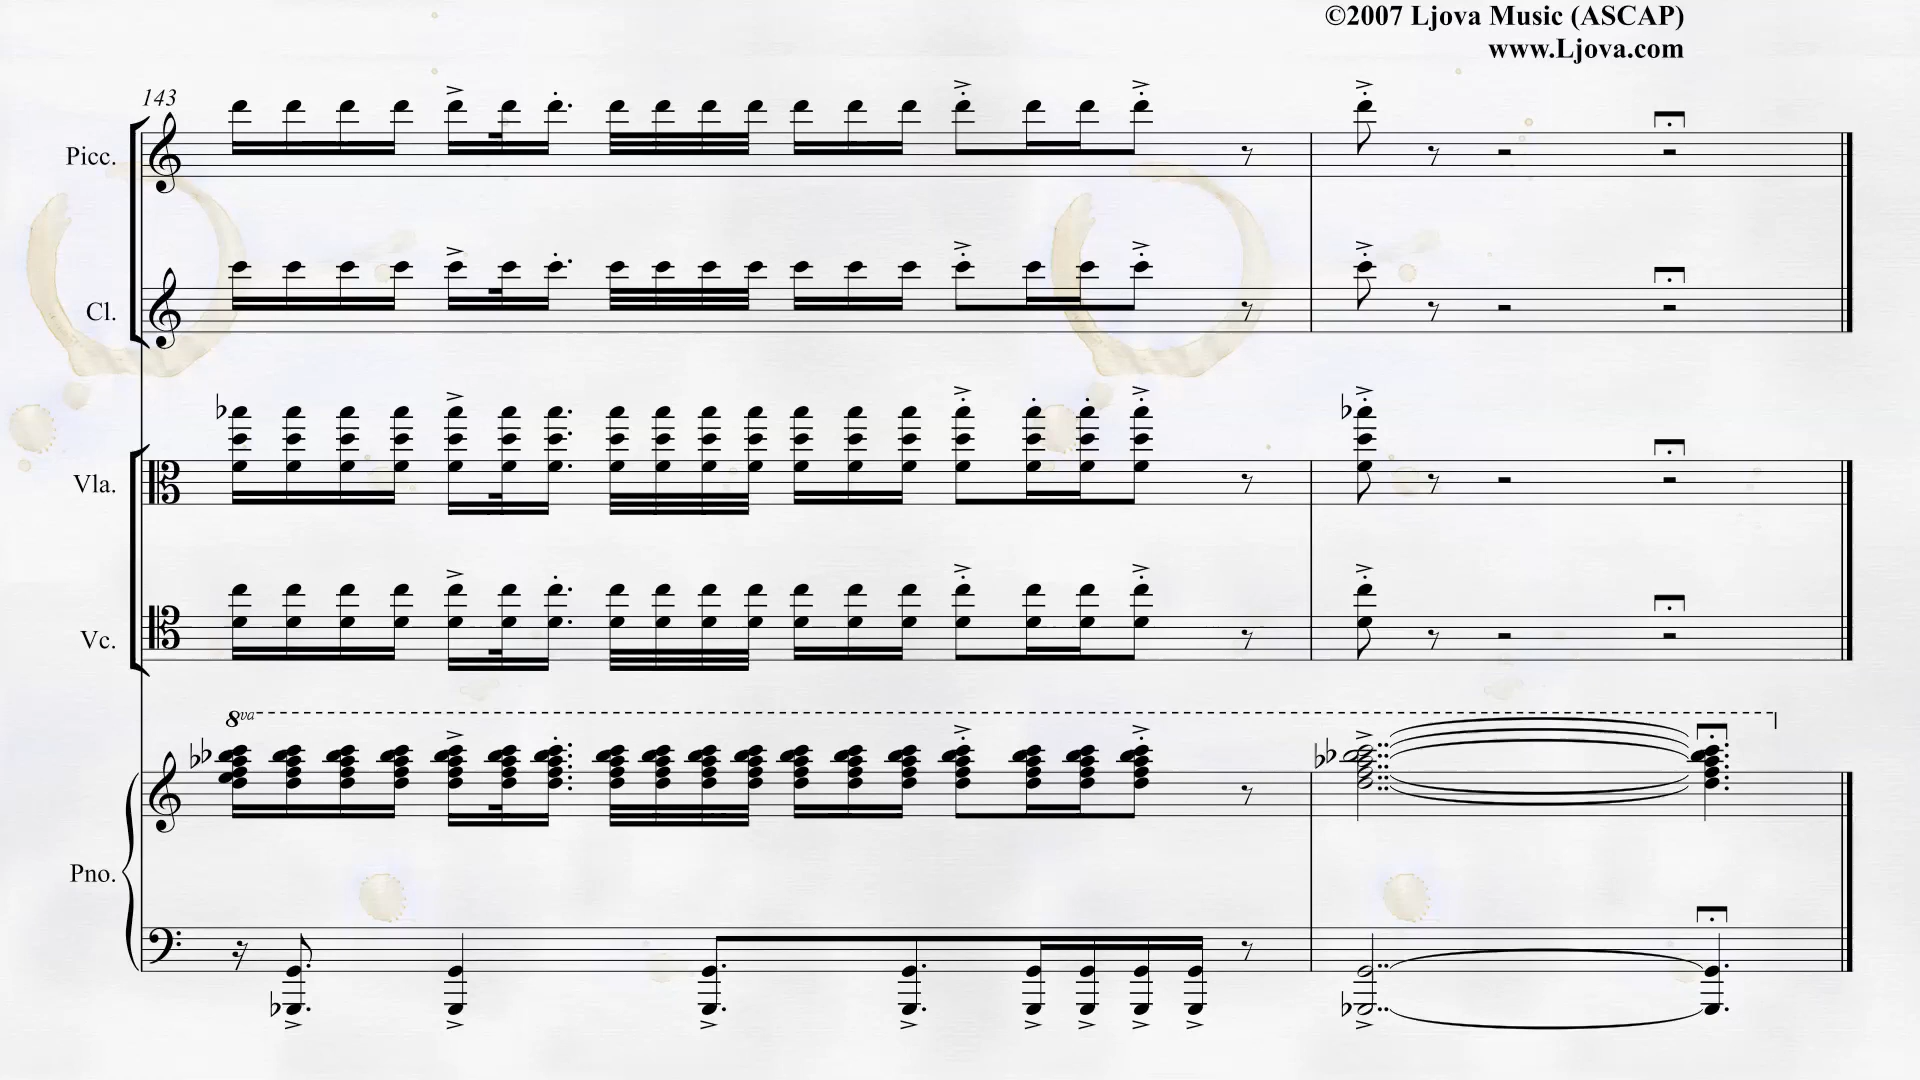 ©2007 Ljova Music (ASCAP)
www.Ljova.com
143
Picc.
Cl.
Vla.
Vc.
8va
Pno.